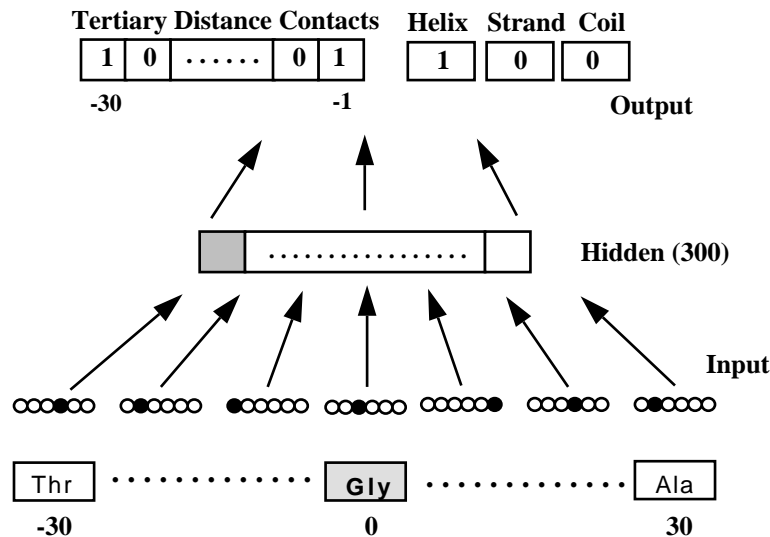 Tertiary Distance Contacts Helix Strand Coil
1 0 ...... 0 1 1 0 0
-30 -1 Output
Hidden (300)
..................
Input
Thr ................ Gly ................ Ala
-30 0 30